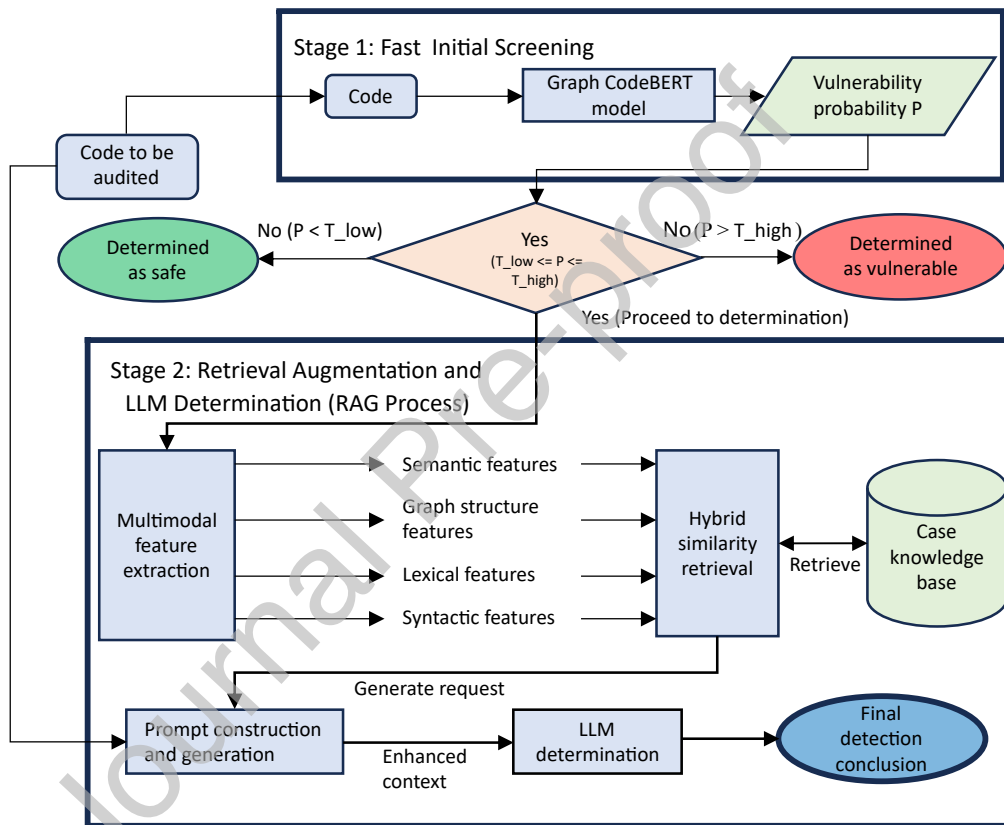 Stage 1: Fast  Initial Screening
Code
Graph CodeBERT
model
Vulnerability
probability P
Code to be
audited
No (P < T_low)
Yes
(T_low <= P <=
T_high)
No (P > T_high)
Determined
as safe
Determined
as vulnerable
Yes (Proceed to determination)
Stage 2: Retrieval Augmentation and
LLM Determination (RAG Process)
Multimodal
feature
extraction
Semantic features
Graph structure
features
Lexical features
Syntactic features
Hybrid
similarity
retrieval
Retrieve
Case
knowledge
base
Generate request
Prompt construction
and generation
Enhanced
context
LLM
determination
Final
detection
conclusion
Journal Pre-proof